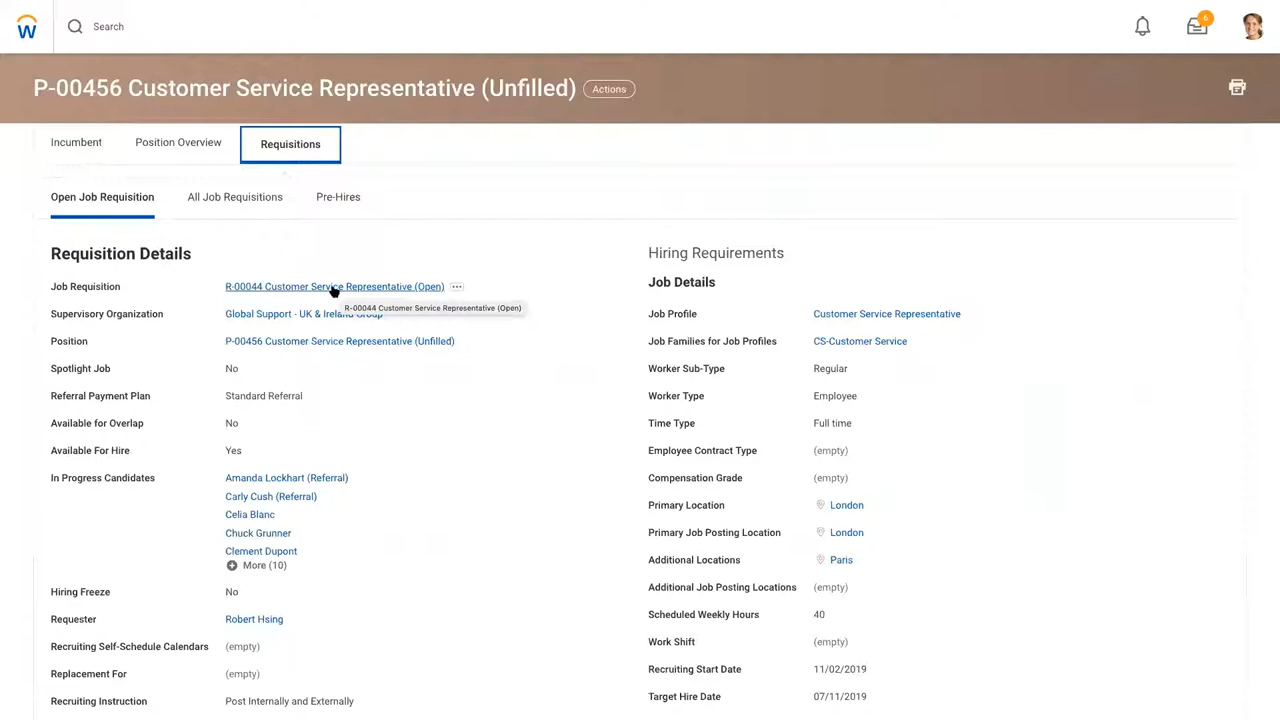 W
Search
6
P-00456 Customer Service Representative (Unfilled) Actions
Incumbent Position Overview Requisitions
Open Job Requisition All Job Requisitions Pre-Hires
Requisition Details
Job Requisition R-00044 Customer Service Representative (Open)
R-00044 Customer Service Representative (Open)
Supervisory Organization Global Support - UK & Ireland Group
Position P-00456 Customer Service Representative (Unfilled)
Spotlight Job No
Referral Payment Plan Standard Referral
Available for Overlap No
Available For Hire Yes
In Progress Candidates Amanda Lockhart (Referral)
Carly Cush (Referral)
Celia Blanc
Chuck Grunner
Clement Dupont
More (10)
Hiring Freeze No
Requester Robert Hsing
Recruiting Self-Schedule Calendars (empty)
Replacement For (empty)
Recruiting Instruction Post Internally and Externally
Hiring Requirements
Job Details
Job Profile Customer Service Representative
Job Families for Job Profiles CS-Customer Service
Worker Sub-Type Regular
Worker Type Employee
Time Type Full time
Employee Contract Type (empty)
Compensation Grade (empty)
Primary Location London
Primary Job Posting Location London
Additional Locations Paris
Additional Job Posting Locations (empty)
Scheduled Weekly Hours 40
Work Shift (empty)
Recruiting Start Date 11/02/2019
Target Hire Date 07/11/2019